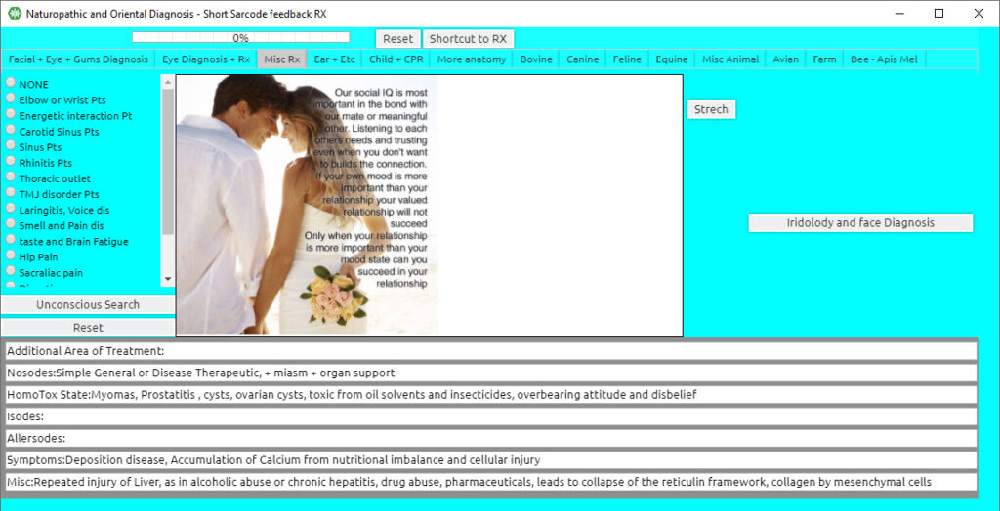 Naturopathic and Oriental Diagnosis - Short Sarcode feedback RX
0%
Reset
Shortcut to RX
Facial + Eye + Gums Diagnosis
Eye Diagnosis + Rx
Misc Rx
Ear + Etc
Child + CPR
More anatomy
Bovine
Canine
Feline
Equine
Misc Animal
Avian
Farm
Bee - Apis Mel
NONE
Elbow or Wrist Pts
Energetic interaction Pt
Carotid Sinus Pts
Sinus Pts
Rhinitis Pts
Thoracic outlet
TMJ disorder Pts
Laringitis, Voice dis
Smell and Pain dis
taste and Brain Fatigue
Hip Pain
Sacraliac pain
Unconscious Search
Reset
Our social IQ is most
important in the bond with
our mate or meaningful
other. Listening to each
others needs and trusting
even when you don't want
to builds the connection.
If your own mood is more
important than your
relationship your valued
relationship will not
succeed
Only when your relationship
is more important than your
mood state can you
succeed in your
relationship
Strech
Iridolody and face Diagnosis
Additional Area of Treatment:
Nosodes:Simple General or Disease Therapeutic, + miasm + organ support
HomoTox State:Myomas, Prostatitis , cysts, ovarian cysts, toxic from oil solvents and insecticides, overbearing attitude and disbelief
Isodes:
Allersodes:
Symptoms:Deposition disease, Accumulation of Calcium from nutritional imbalance and cellular injury
Misc:Repeated injury of Liver, as in alcoholic abuse or chronic hepatitis, drug abuse, pharmaceuticals, leads to collapse of the reticulin framework, collagen by mesenchymal cells